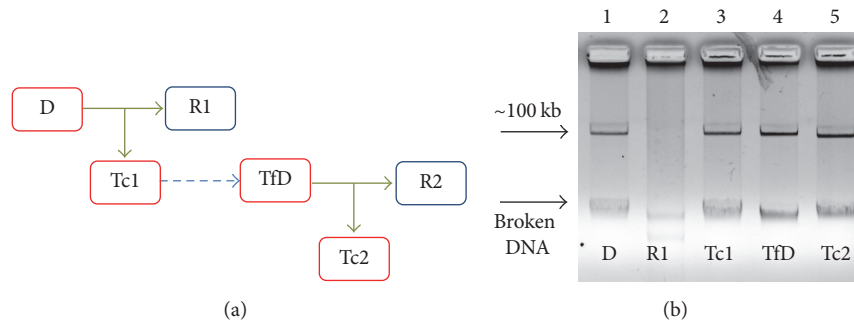 D
R1
Tc1
TfD
R2
Tc2
(a)
1 2 3 4 5
~100 kb
Broken
DNA
D R1 Tc1 TfD Tc2
(b)